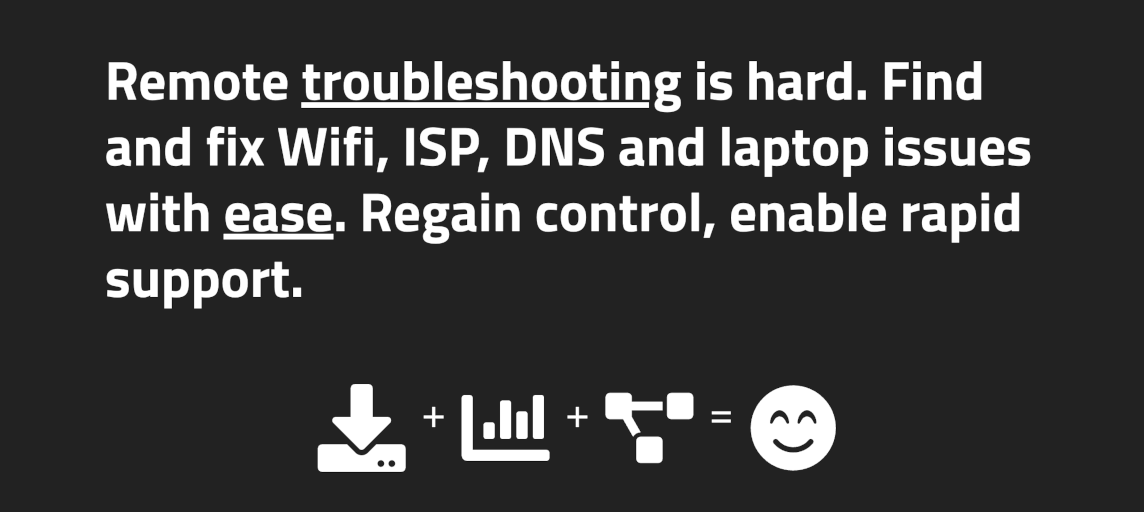 Remote troubleshooting is hard. Find
and fix Wifi, ISP, DNS and laptop issues
with ease. Regain control, enable rapid
support.
+ + =